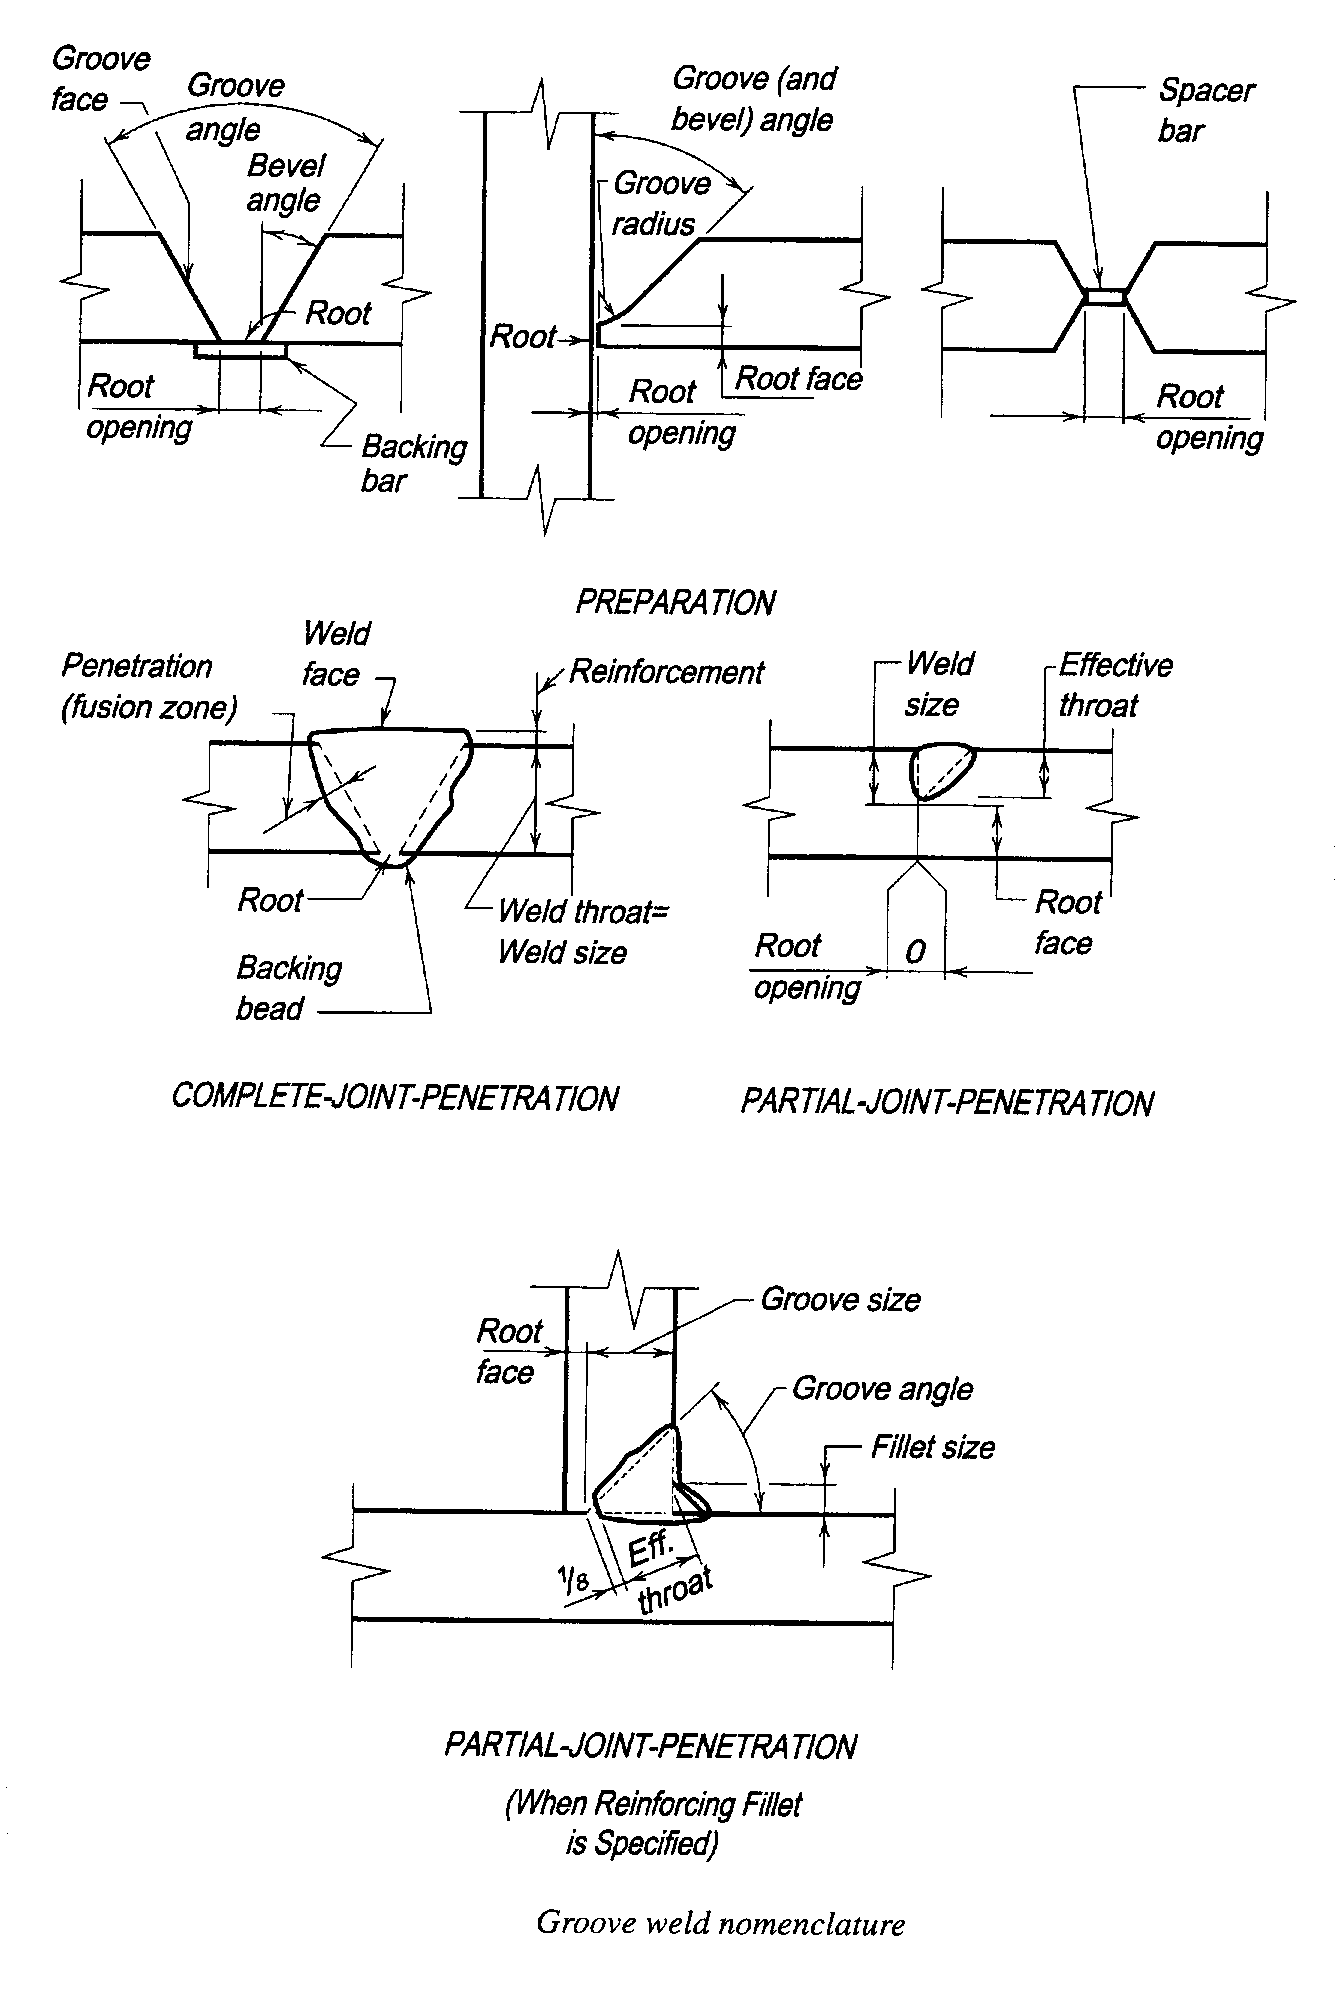 Groove
face
Groove
angle
Bevel
angle
Root
Root
opening
Backing
bar
Groove (and
bevel) angle
Groove
radius
Root
Root face
Root
opening
Spacer
bar
Root
opening
PREPARATION
Weld
face
Penetration
(fusion zone)
Reinforcement
Root
Weld throat=
Weld size
Backing
bead
COMPLETE-JOINT-PENETRATION
Weld
size
Effective
throat
Root
face
Root
opening
0
PARTIAL-JOINT-PENETRATION
Root
face
Groove size
Groove angle
Fillet size
1/8
Eff.
throat
PARTIAL-JOINT-PENETRATION
(When Reinforcing Fillet
is Specified)
Groove weld nomenclature